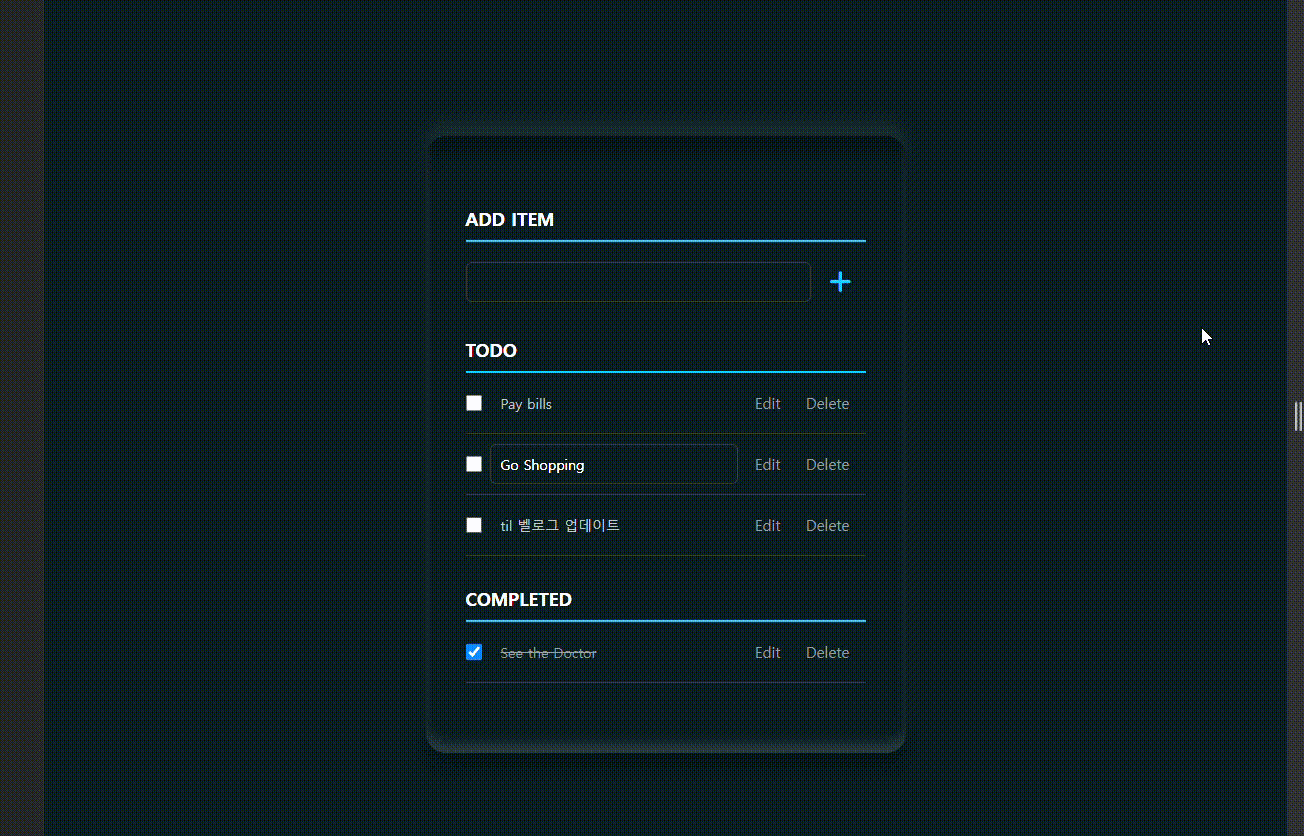 ADD ITEM
TODO
Pay bills Edit Delete
Go Shopping Edit Delete
til 벨로그 업데이트 Edit Delete
COMPLETED
See the Doctor Edit Delete